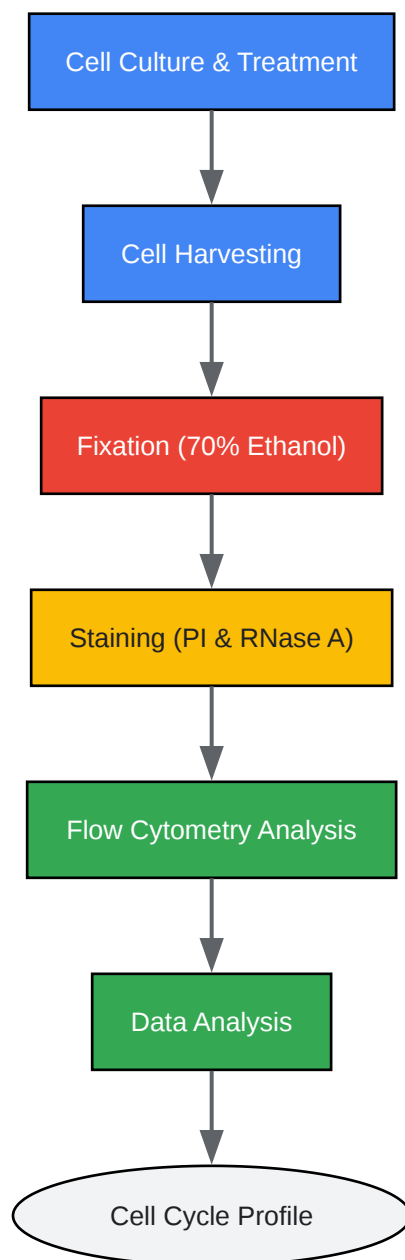 Cell Culture & Treatment
Cell Harvesting
Fixation (70% Ethanol)
Staining (PI & RNase A)
Flow Cytometry Analysis
Data Analysis
Cell Cycle Profile